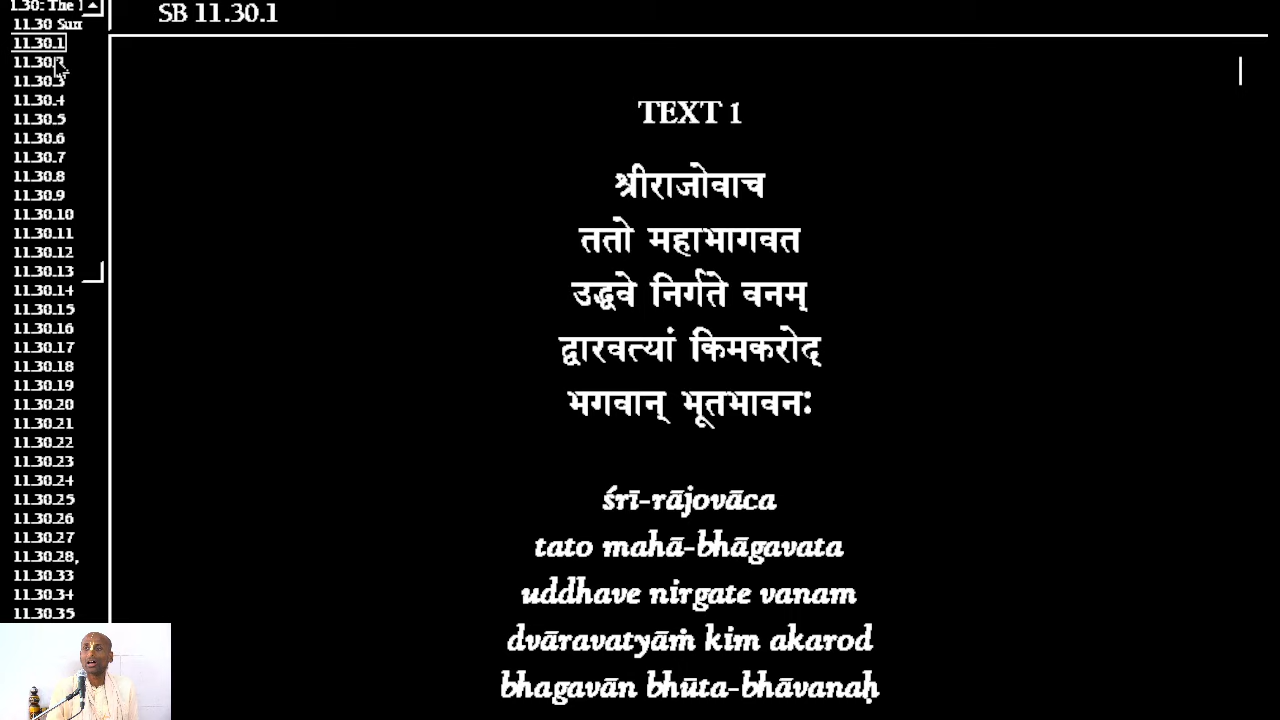 1.30: The
11.30 Sum
11.30.1
11.30.3
11.30.4
11.30.5
11.30.6
11.30.7
11.30.8
11.30.9
11.30.10
11.30.11
11.30.12
11.30.13
11.30.14
11.30.15
11.30.16
11.30.17
11.30.18
11.30.19
11.30.20
11.30.21
11.30.22
11.30.23
11.30.24
11.30.25
11.30.26
11.30.27
11.30.28,
11.30.33
11.30.34
11.30.35
SB 11.30.1
TEXT 1
श्रीराजोवाच
ततो महाभागवत
उद्धवे निर्गते वनम्
द्वारवत्यां किमकरोद्
भगवान् भूतभावनः
śrī-rājovāca
tato mahā-bhāgavata
uddhave nirgate vanam
dvāravatyāṁ kim akarod
bhagavān bhūta-bhāvanaḥ